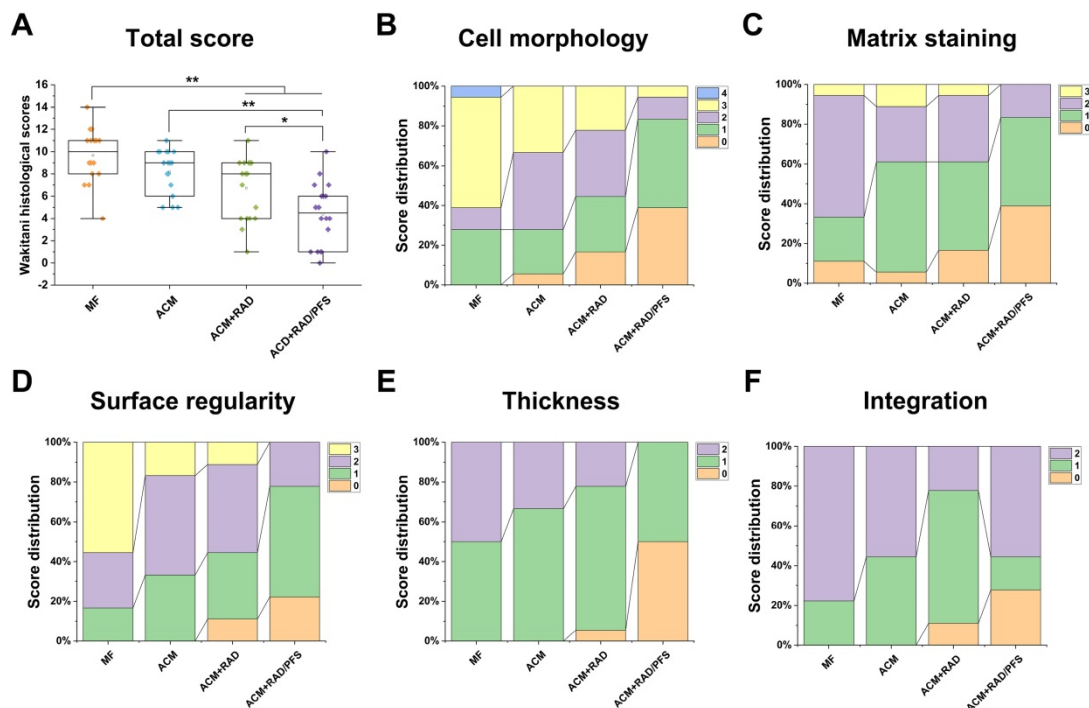 A
Total score
Wakitani histological scores
16
14
12
10
8
6
4
2
0
-2
**
**
*
MF
ACM
ACM+RAD
ACD+RAD/PFS
B
Cell morphology
Score distribution
100%
80%
60%
40%
20%
0%
4
3
2
1
0
MF
ACM
ACM+RAD
ACM+RAD/PFS
C
Matrix staining
Score distribution
100%
80%
60%
40%
20%
0%
3
2
1
0
MF
ACM
ACM+RAD
ACM+RAD/PFS
D
Surface regularity
Score distribution
100%
80%
60%
40%
20%
0%
3
2
1
0
MF
ACM
ACM+RAD
ACM+RAD/PFS
E
Thickness
Score distribution
100%
80%
60%
40%
20%
0%
2
1
0
MF
ACM
ACM+RAD
ACM+RAD/PFS
F
Integration
Score distribution
100%
80%
60%
40%
20%
0%
2
1
0
MF
ACM
ACM+RAD
ACM+RAD/PFS